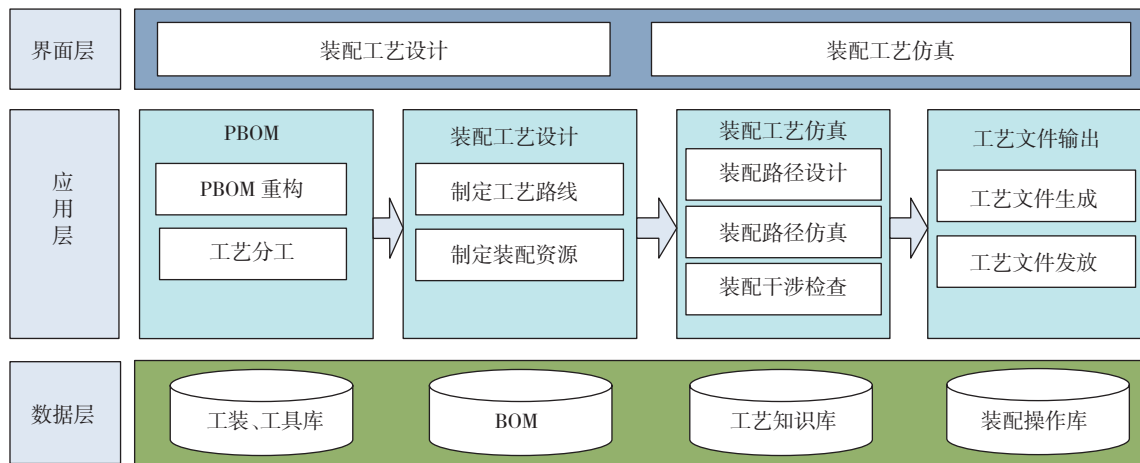 界面层
装配工艺设计
装配工艺仿真
应
用
层
PBOM
PBOM 重构
工艺分工
装配工艺设计
制定工艺路线
制定装配资源
装配工艺仿真
装配路径设计
装配路径仿真
装配干涉检查
工艺文件输出
工艺文件生成
工艺文件发放
数据层
工装、工具库
BOM
工艺知识库
装配操作库